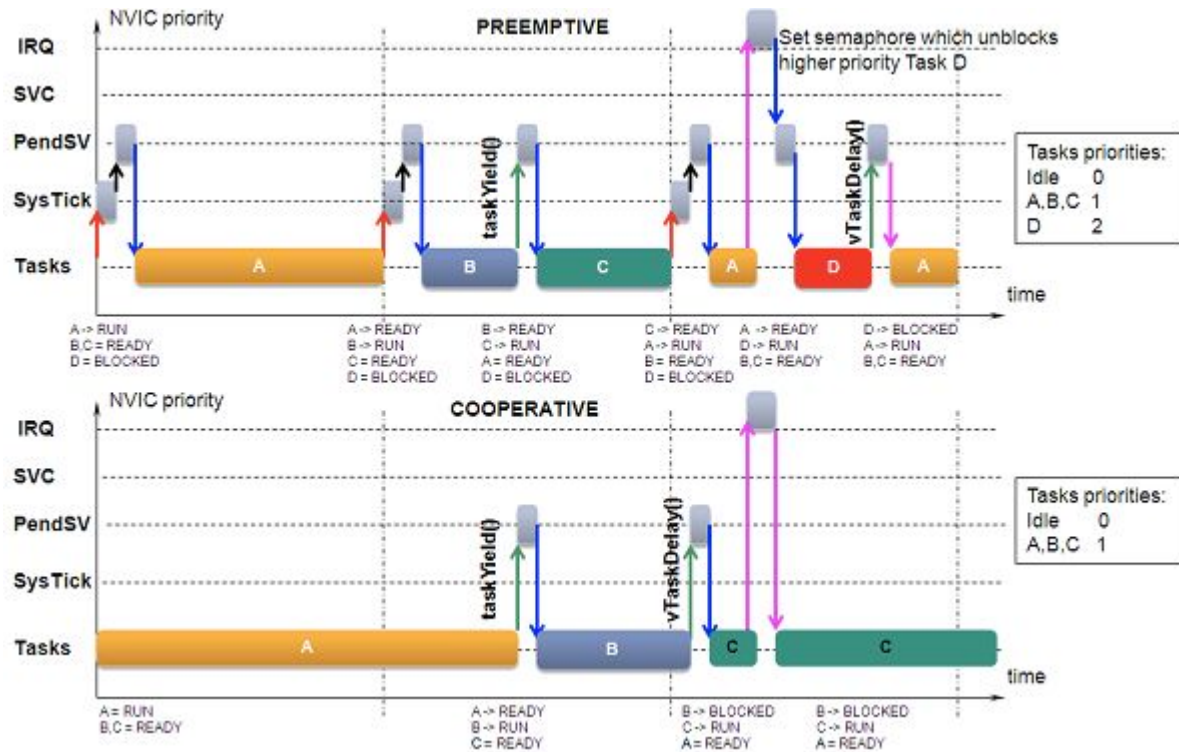 NVIC priority
PREEMPTIVE
IRQ
Set semaphore which unblocks
higher priority Task D
SVC
PendSV
taskYield()
vTaskDelay()
Tasks priorities:
Idle 0
A,B,C 1
D 2
SysTick
Tasks
A
B
C
A
D
A
time
A -> RUN
B,C = READY
D = BLOCKED
A -> READY
B -> RUN
C = READY
D = BLOCKED
B -> READY
C -> RUN
A = READY
D = BLOCKED
C -> READY
A -> RUN
B = READY
D = BLOCKED
A -> READY
D -> RUN
B,C = READY
D -> BLOCKED
A -> RUN
B,C = READY
NVIC priority
COOPERATIVE
IRQ
SVC
PendSV
taskYield()
vTaskDelay()
Tasks priorities:
Idle 0
A,B,C 1
SysTick
Tasks
A
B
C
C
time
A = RUN
B,C = READY
A -> READY
B -> RUN
C = READY
B -> BLOCKED
C -> RUN
A = READY
B -> BLOCKED
C -> RUN
A = READY